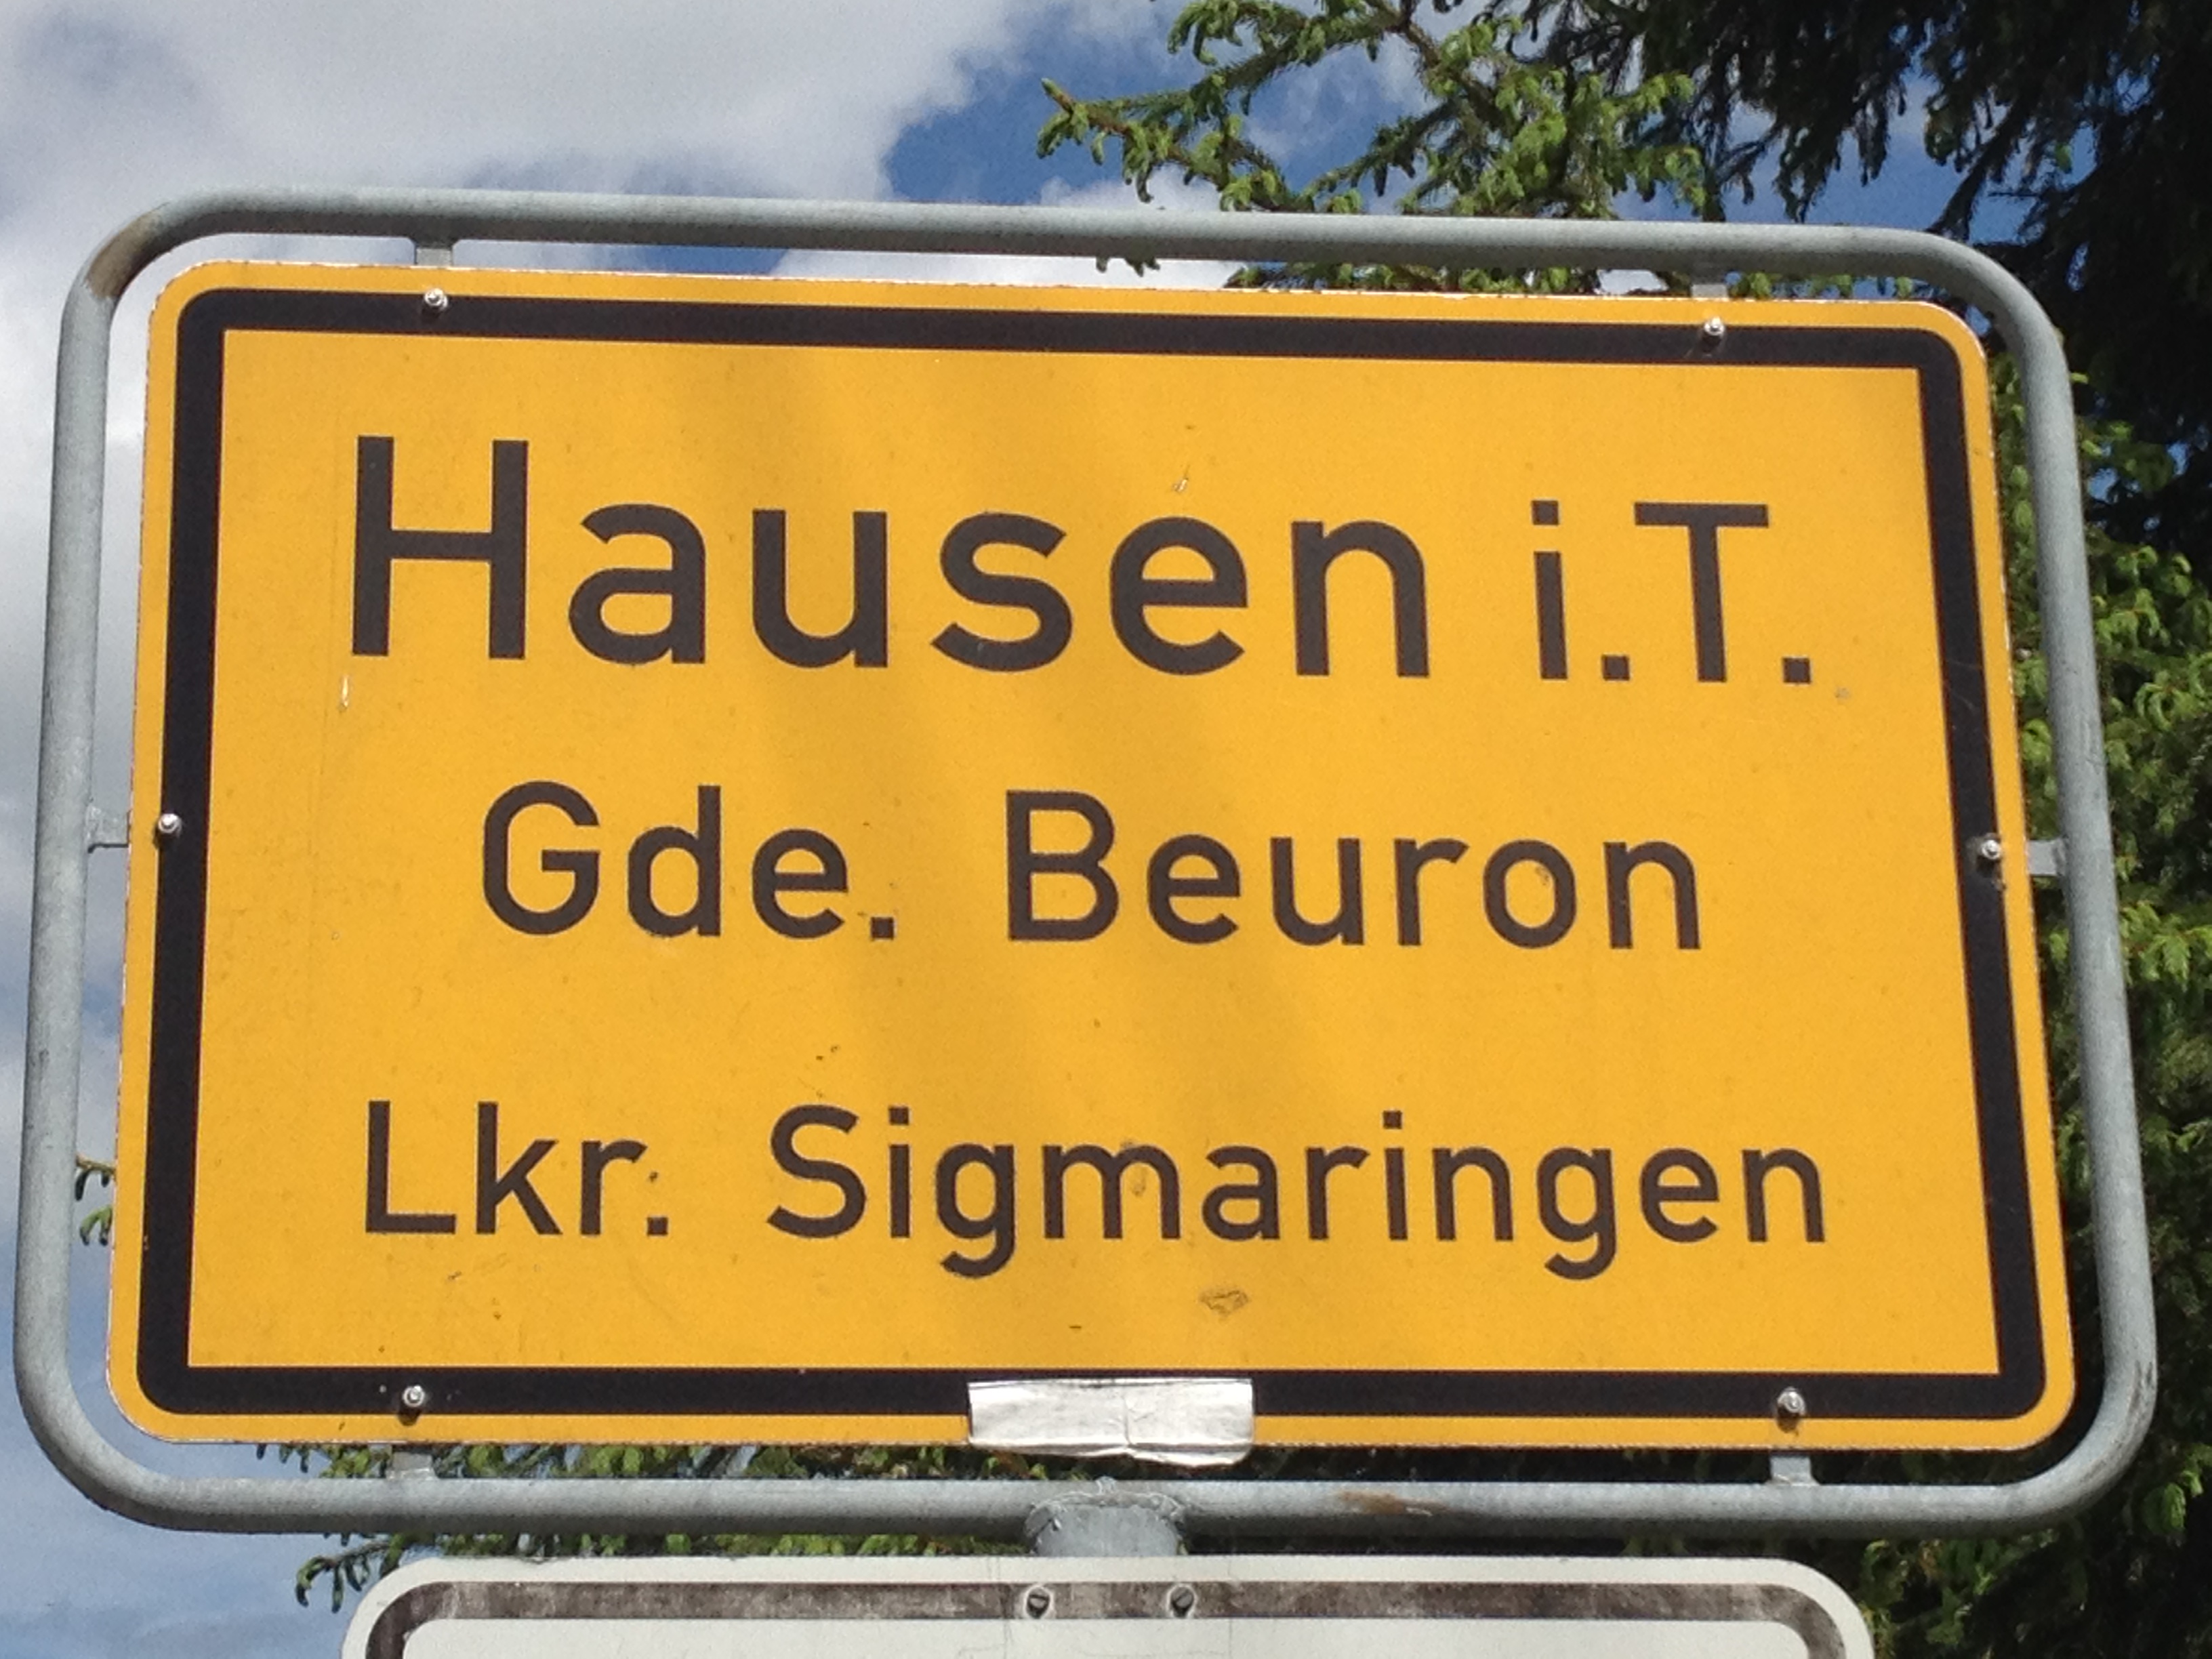 Hausen i.T.
Gde. Beuron
Lkr. Sigmaringen